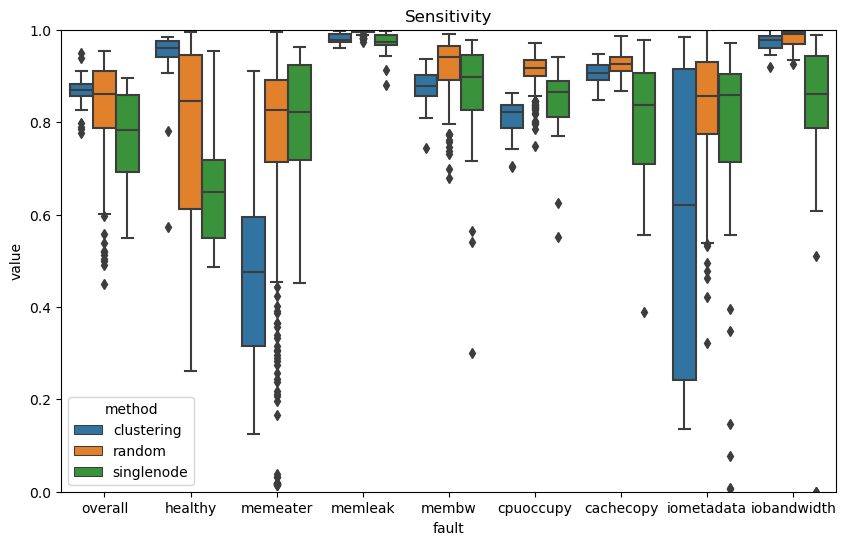 Sensitivity
1.0
0.8
0.6
0.4
0.2
0.0
value
method
clustering
random
singlenode
overall healthy memeater memleak membw cpuoccupy cachecopy iometadata iobandwidth
fault